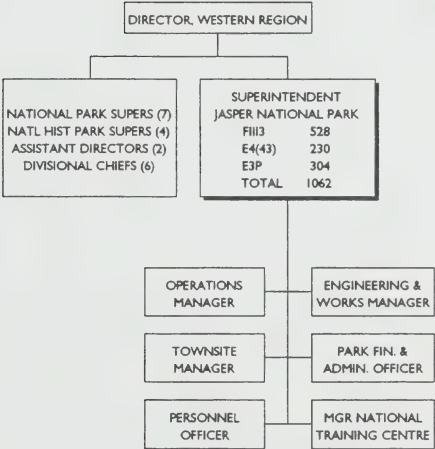 DIRECTOR, WESTERN REGION
NATIONAL PARK SUPERS (7)
NATL HIST PARK SUPERS (4)
ASSISTANT DIRECTORS (2)
DIVISIONAL CHIEFS (6)
SUPERINTENDENT
JASPER NATIONAL PARK
FIII3 528
E4(43) 230
E3P 304
TOTAL 1062
OPERATIONS
MANAGER
ENGINEERING &
WORKS MANAGER
TOWNSITE
MANAGER
PARK FIN. &
ADMIN. OFFICER
PERSONNEL
OFFICER
MGR NATIONAL
TRAINING CENTRE